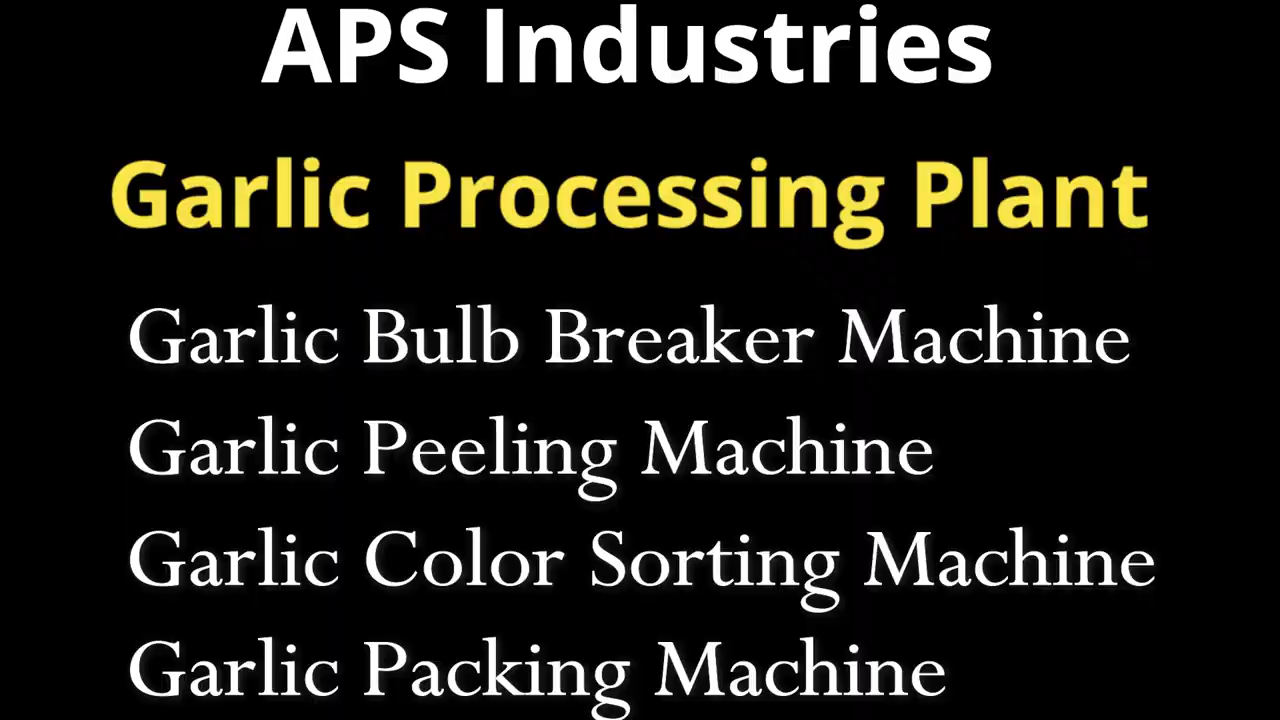 APS Industries
Garlic Processing Plant
Garlic Bulb Breaker Machine
Garlic Peeling Machine
Garlic Color Sorting Machine
Garlic Packing Machine